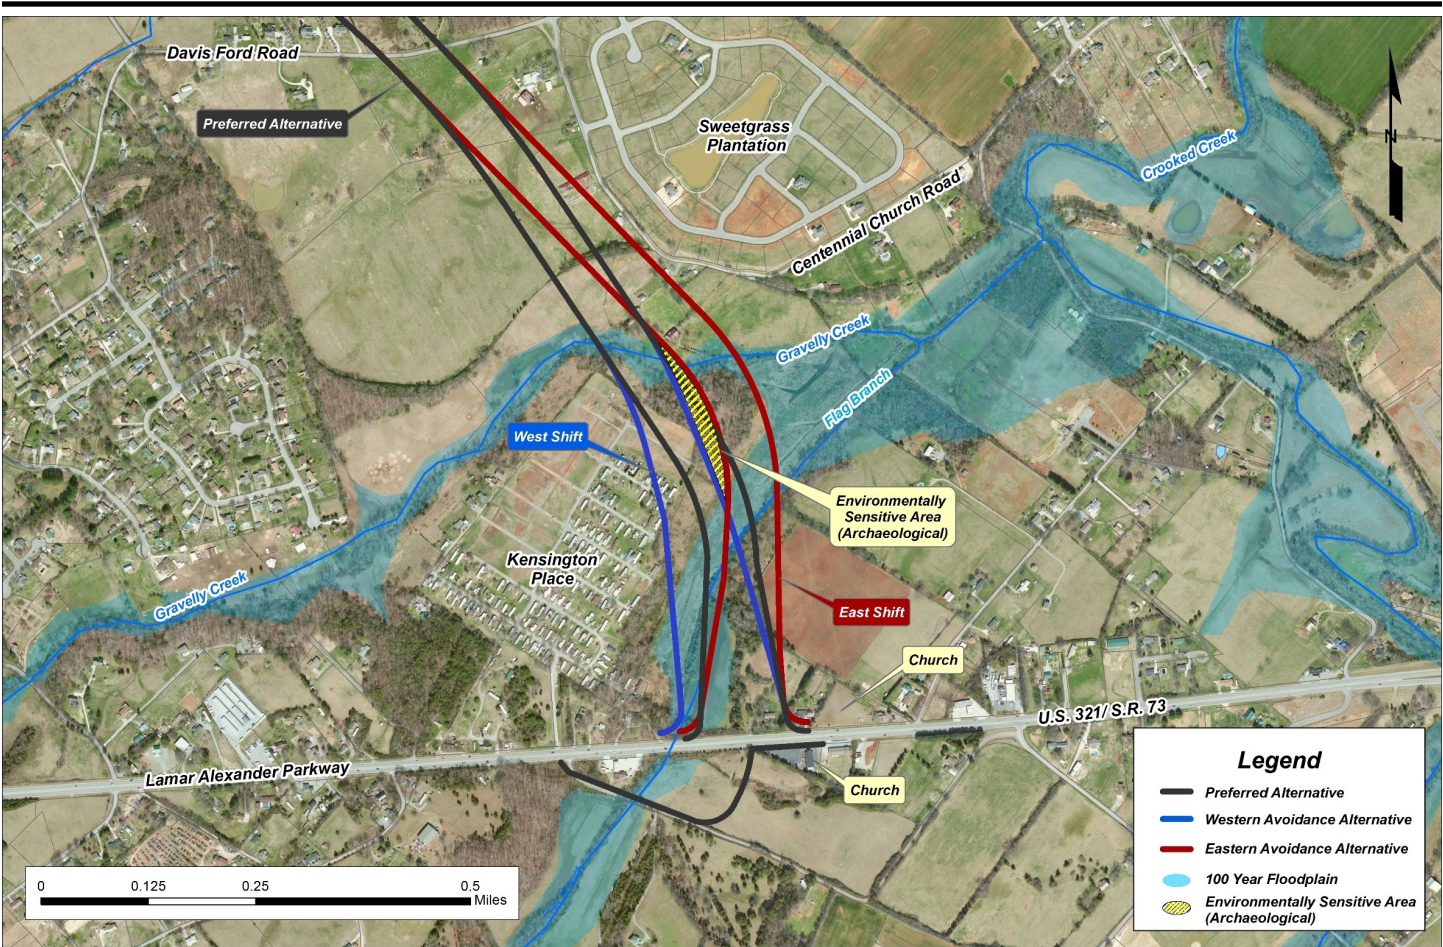 Davis Ford Road
Preferred Alternative
Sweetgrass
Plantation
Crooked Creek
N
Centennial Church Road
Gravelly Creek
Flag Branch
West Shift
Environmentally
Sensitive Area
(Archaeological)
Kensington
Place
Gravelly Creek
East Shift
Church
U.S. 321/ S.R. 73
Lamar Alexander Parkway
Church
Legend
Preferred Alternative
Western Avoidance Alternative
Eastern Avoidance Alternative
100 Year Floodplain
Environmentally Sensitive Area
(Archaeological)
0 0.125 0.25 0.5
Miles